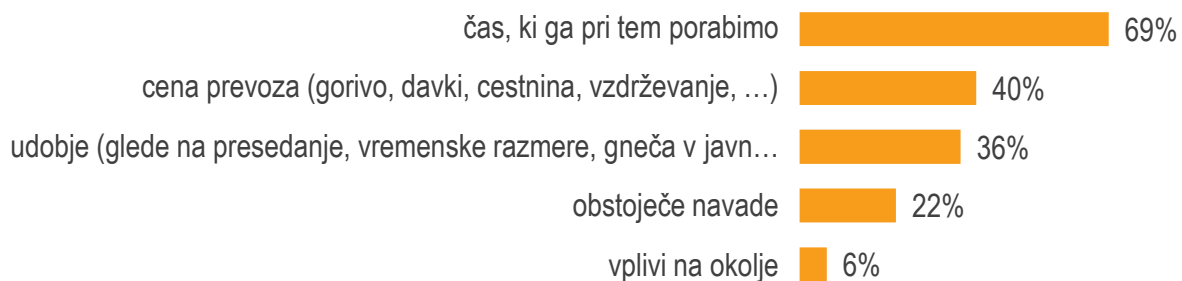 čas, ki ga pri tem porabimo 69%
cena prevoza (gorivo, davki, cestnina, vzdrževanje, …) 40%
udobje (glede na presedanje, vremenske razmere, gneča v javn… 36%
obstoječe navade 22%
vplivi na okolje 6%